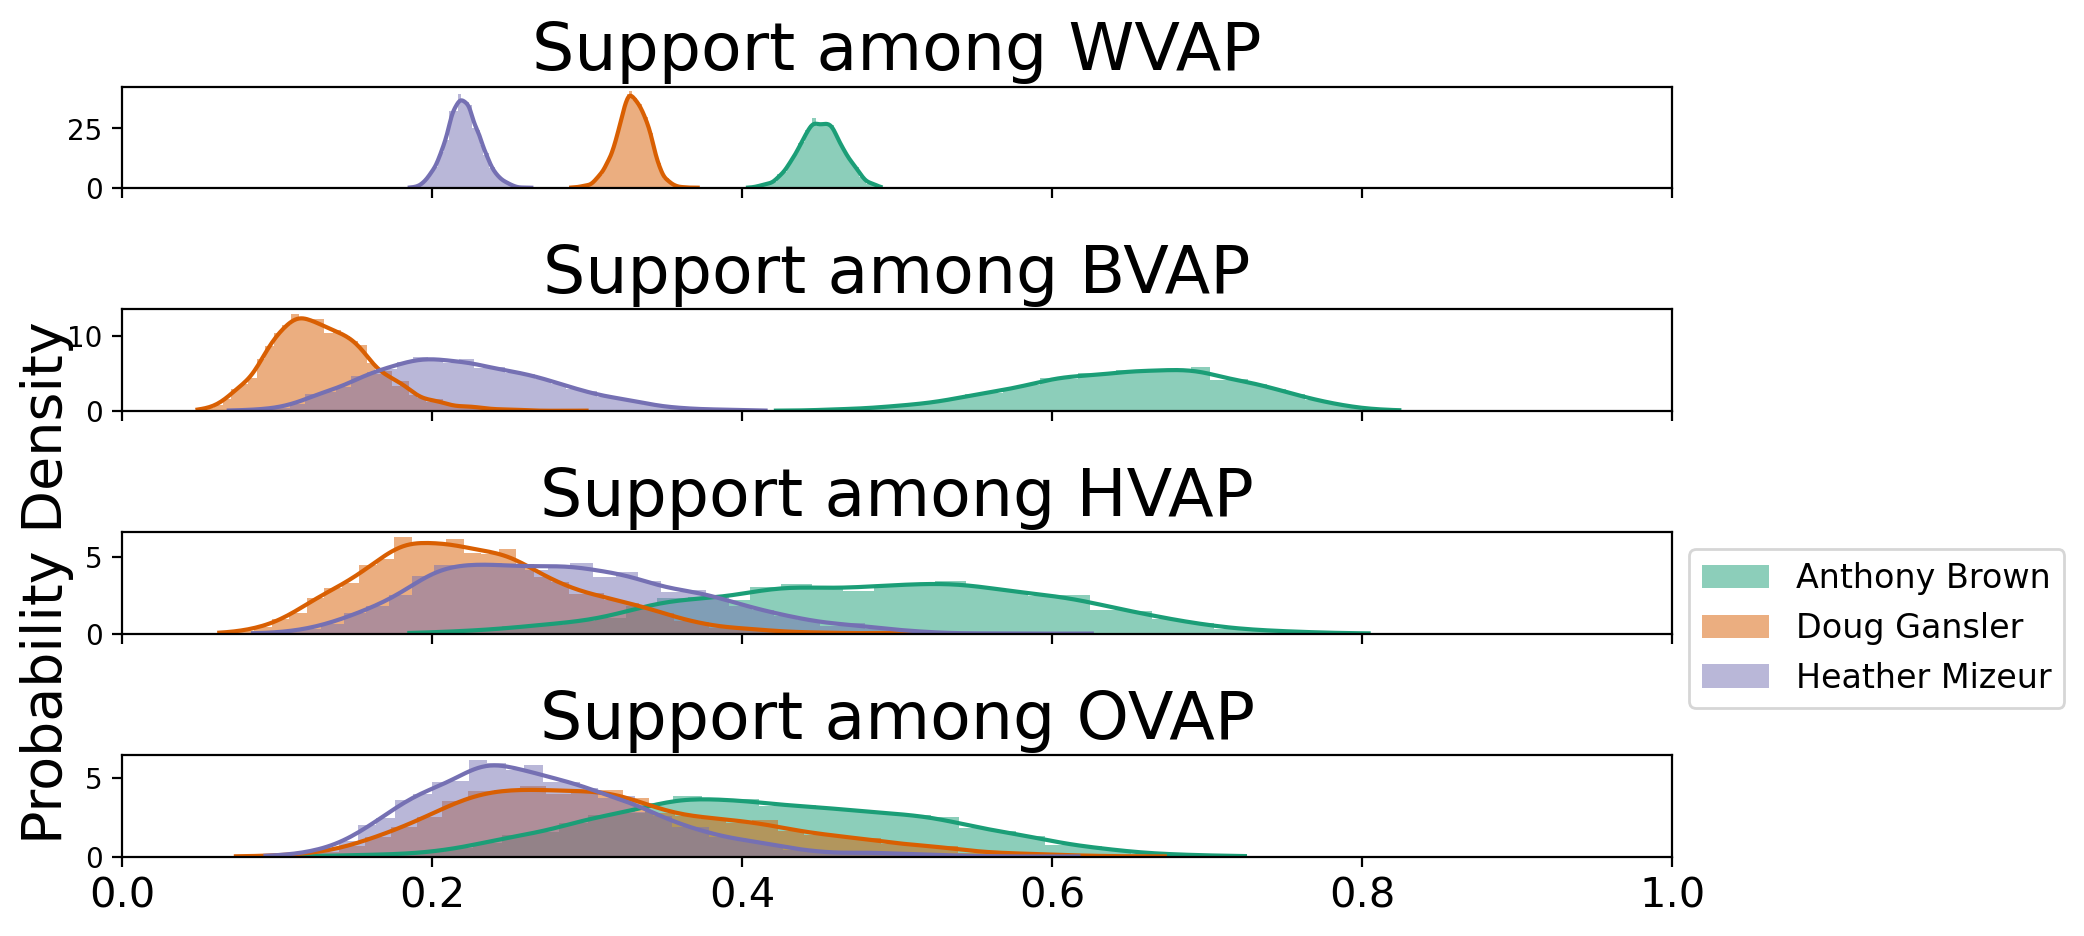 Support among WVAP
25
0
Support among BVAP
10
0
Support among HVAP
5
0
Support among OVAP
5
0
0.0 0.2 0.4 0.6 0.8 1.0
Probability Density
Anthony Brown
Doug Gansler
Heather Mizeur